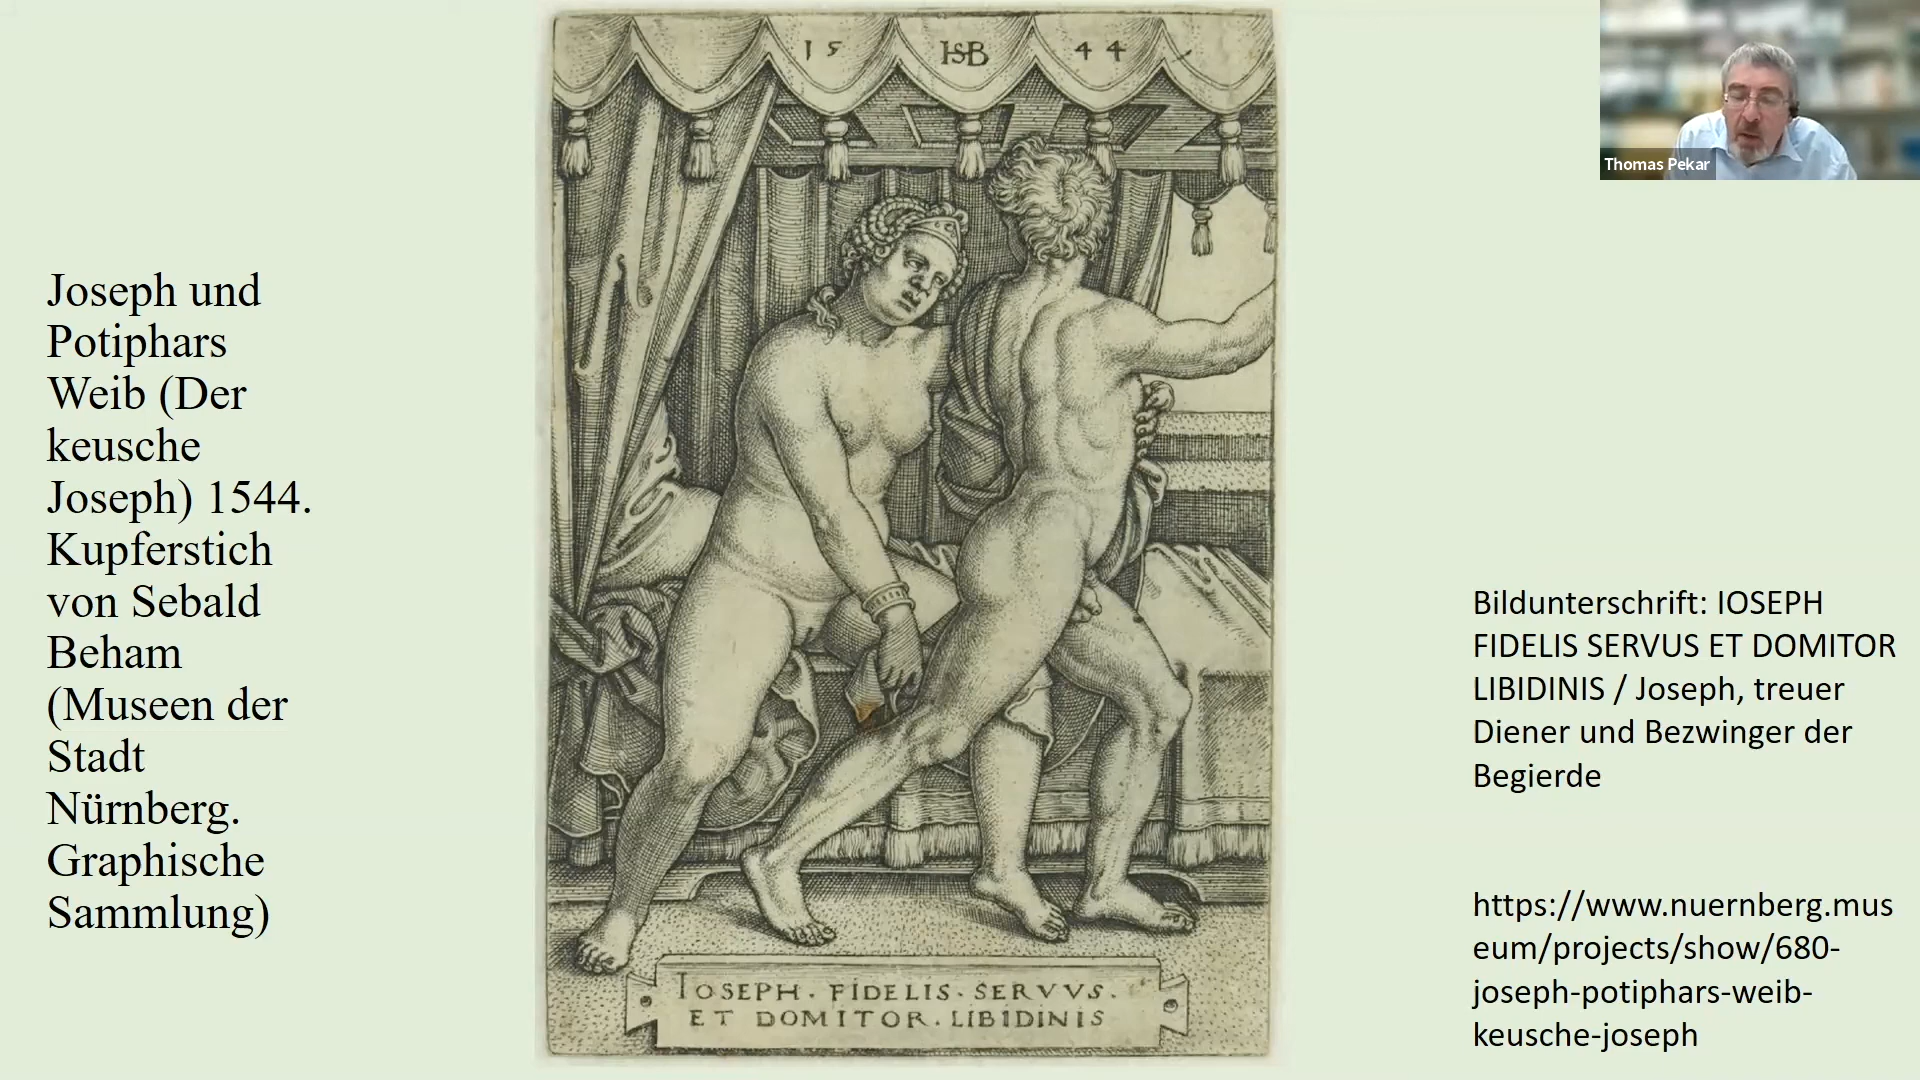 Joseph und
Potiphars
Weib (Der
keusche
Joseph) 1544.
Kupferstich
von Sebald
Beham
(Museen der
Stadt
Nürnberg.
Graphische
Sammlung)
15 HSB 44
IOSEPH · FIDELIS · SERVVS ·
ET DOMITOR · LIBIDINIS
Thomas Pekar
Bildunterschrift: IOSEPH
FIDELIS SERVUS ET DOMITOR
LIBIDINIS / Joseph, treuer
Diener und Bezwinger der
Begierde
https://www.nuernberg.mus
eum/projects/show/680-
joseph-potiphars-weib-
keusche-joseph